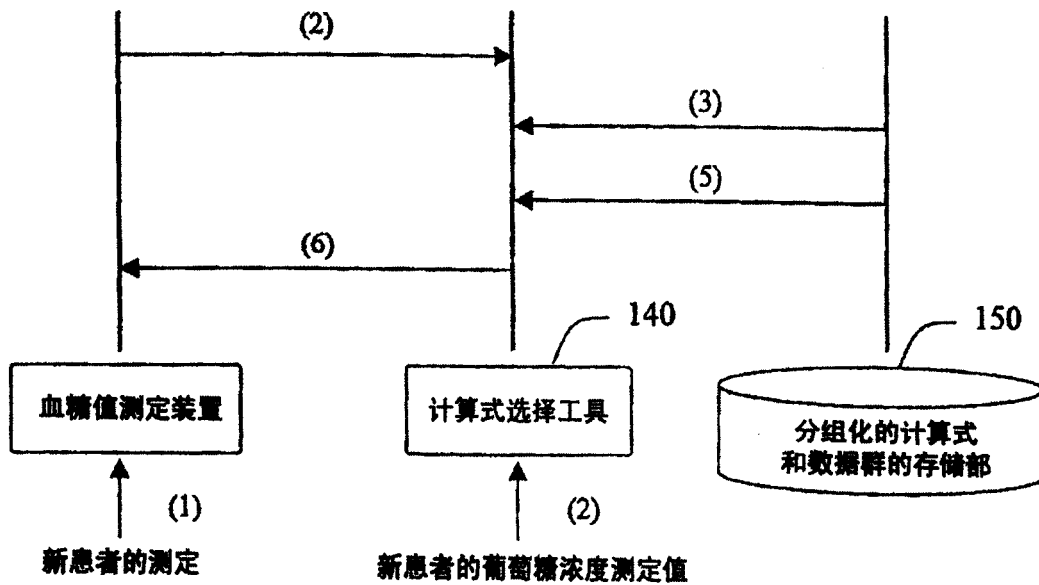 (2)
(3)
(5)
(6)
140
150
血糖值测定装置
计算式选择工具
分组化的计算式
和数据群的存储部
(1)
(2)
新患者的测定
新患者的葡萄糖浓度测定值